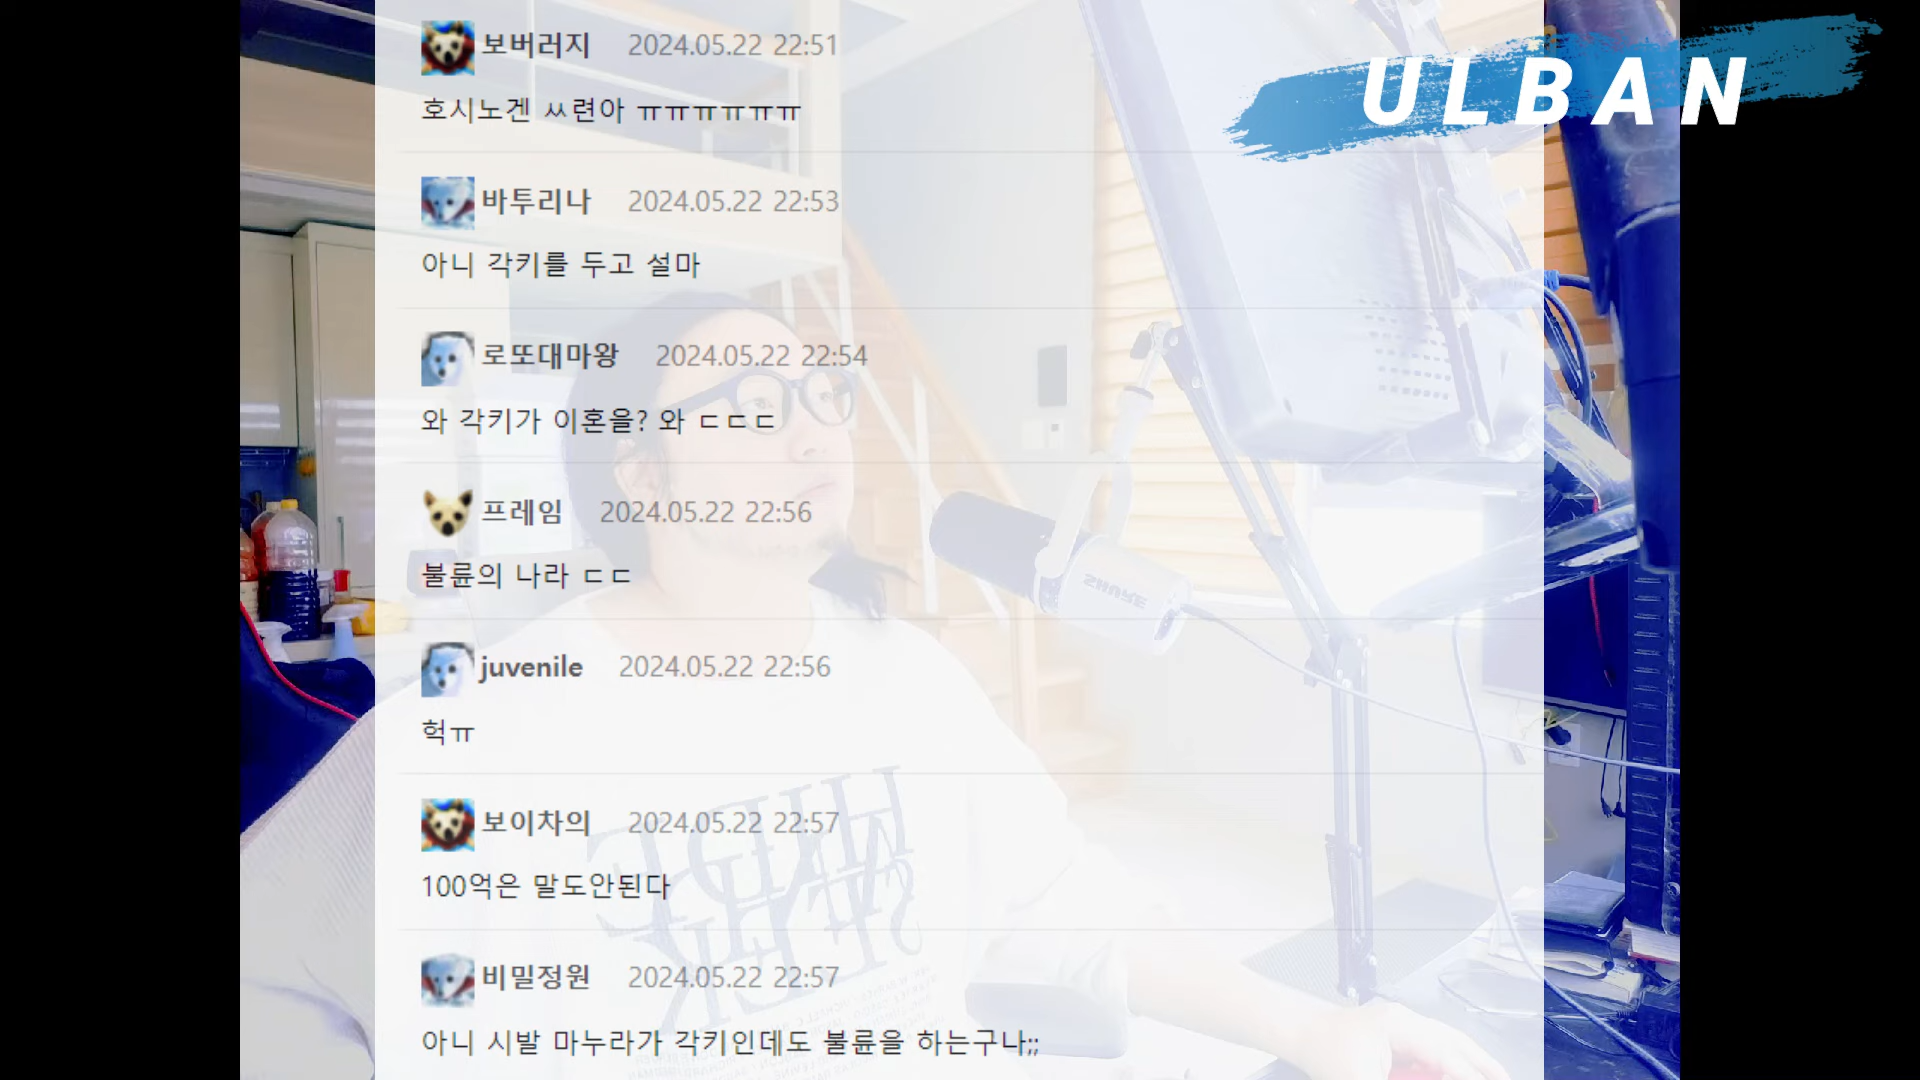 ULBAN
보버러지 2024.05.22 22:51
호시노겐 ㅆ련아 ㅠㅠㅠㅠㅠㅠ
바투리나 2024.05.22 22:53
아니 각키를 두고 설마
로또대마왕 2024.05.22 22:54
와 각키가 이혼을? 와 ㄷㄷㄷ
프레임 2024.05.22 22:56
불륜의 나라 ㄷㄷ
juvenile 2024.05.22 22:56
헉ㅠ
보이차의 2024.05.22 22:57
100억은 말도안된다
비밀정원 2024.05.22 22:57
아니 시발 마누라가 각키인데도 불륜을 하는구나;;
SHURE
HIDE
SEEK